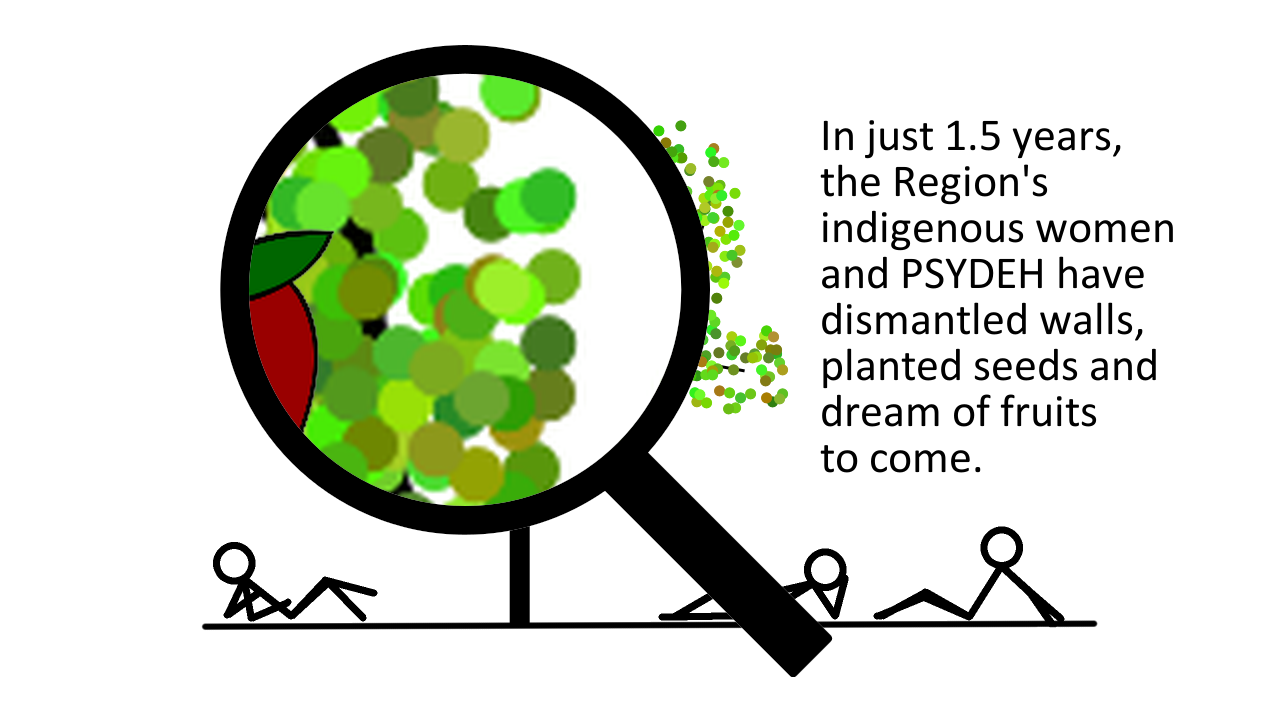 In just 1.5 years,
the Region's
indigenous women
and PSYDEH have
dismantled walls,
planted seeds and
dream of fruits
to come.